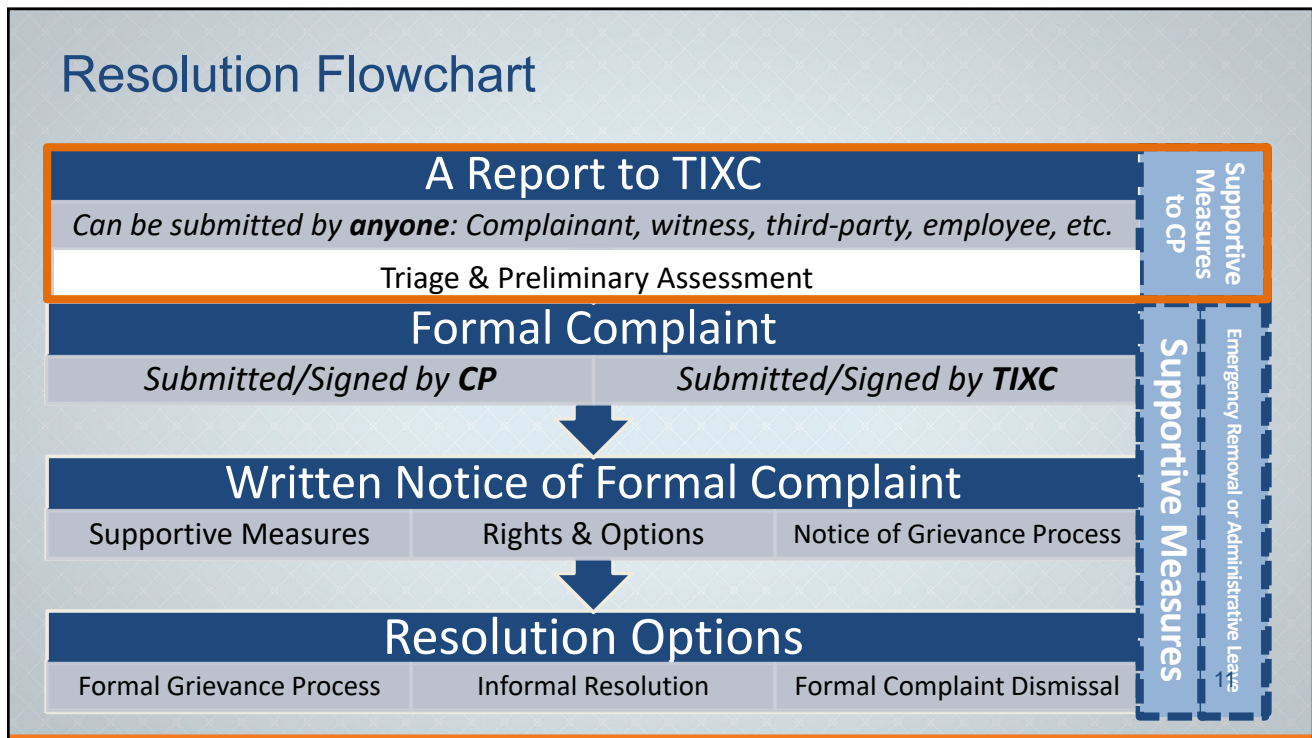 Resolution Flowchart
A Report to TIXC
Can be submitted by anyone: Complainant, witness, third-party, employee, etc.
Triage & Preliminary Assessment
Supportive
Measures
to CP
Formal Complaint
Submitted/Signed by CP
Submitted/Signed by TIXC
Written Notice of Formal Complaint
Supportive Measures
Rights & Options
Notice of Grievance Process
Resolution Options
Formal Grievance Process
Informal Resolution
Formal Complaint Dismissal
Supportive Measures
Emergency Removal or Administrative Leave
11